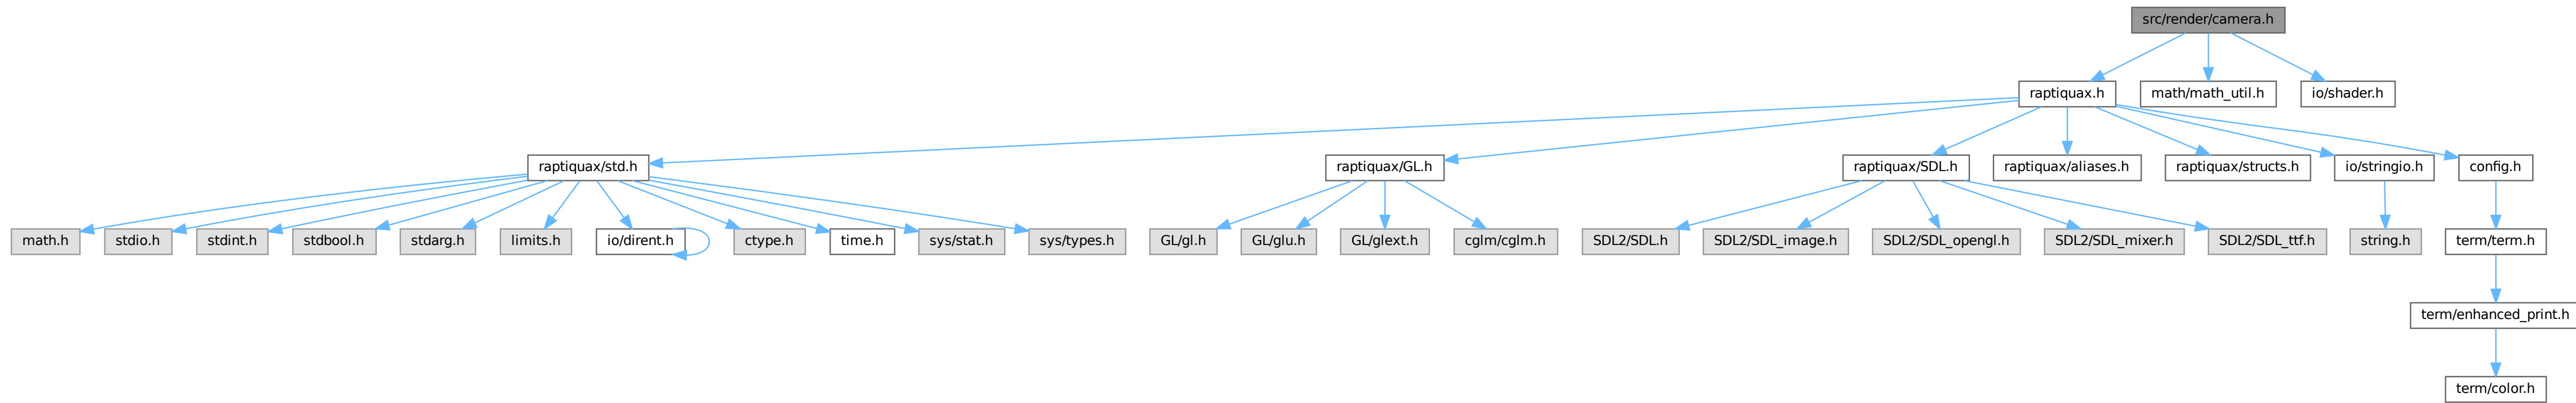 src/render/camera.h
raptiquax.h
math/math_util.h
io/shader.h
raptiquax/std.h
raptiquax/GL.h
raptiquax/SDL.h
raptiquax/aliases.h
raptiquax/structs.h
io/stringio.h
config.h
math.h
stdio.h
stdint.h
stdbool.h
stdarg.h
limits.h
io/dirent.h
ctype.h
time.h
sys/stat.h
sys/types.h
GL/gl.h
GL/glu.h
GL/glext.h
cglm/cglm.h
SDL2/SDL.h
SDL2/SDL_image.h
SDL2/SDL_opengl.h
SDL2/SDL_mixer.h
SDL2/SDL_ttf.h
string.h
term/term.h
term/enhanced_print.h
term/color.h